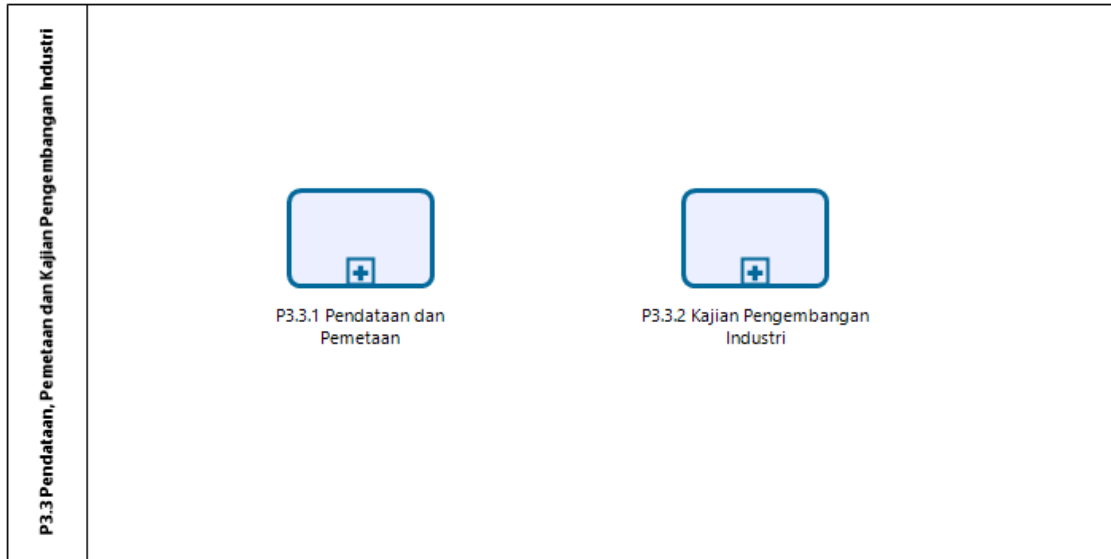 P3.3 Pendataan, Pemetaan dan Kajian Pengembangan Industri
P3.3.1 Pendataan dan
Pemetaan
P3.3.2 Kajian Pengembangan
Industri